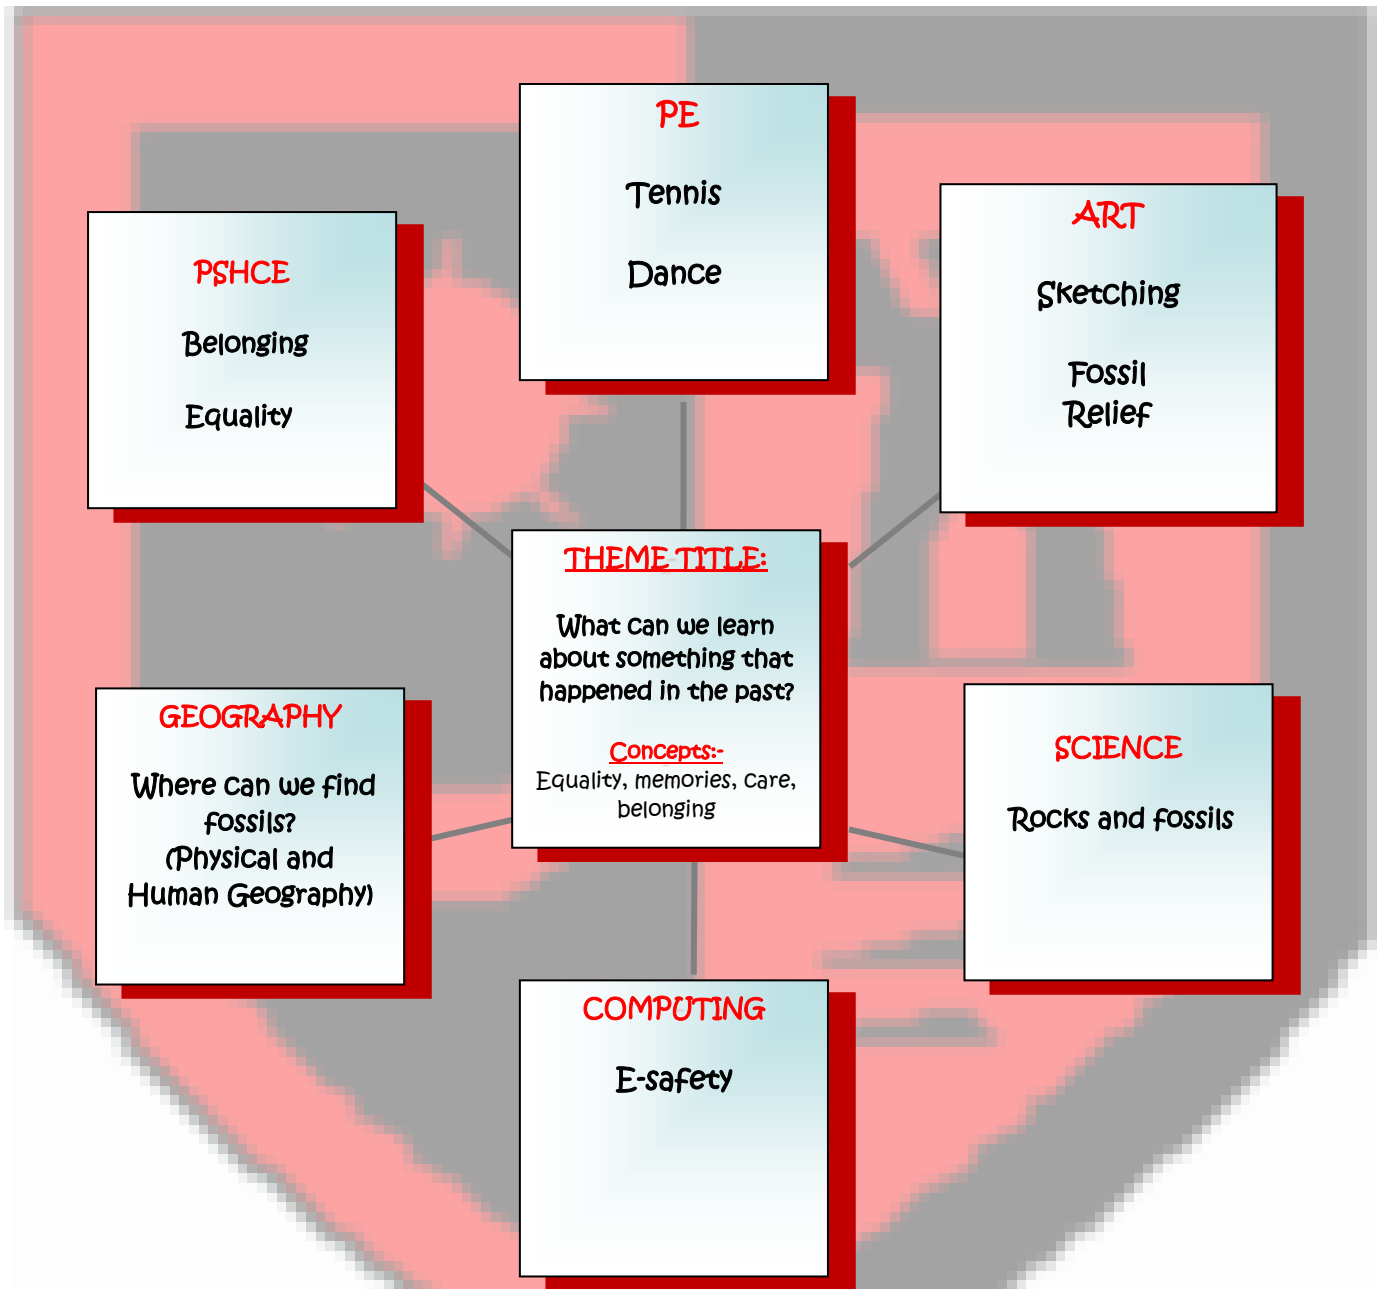 PE
Tennis
Dance
ART
Sketching
Fossil
Relief
PSHCE
Belonging
Equality
THEME TITLE:
What can we learn
about something that
happened in the past?
Concepts:-
Equality, memories, care,
belonging
GEOGRAPHY
Where can we find
fossils?
(Physical and
Human Geography)
SCIENCE
Rocks and fossils
COMPUTING
E-safety